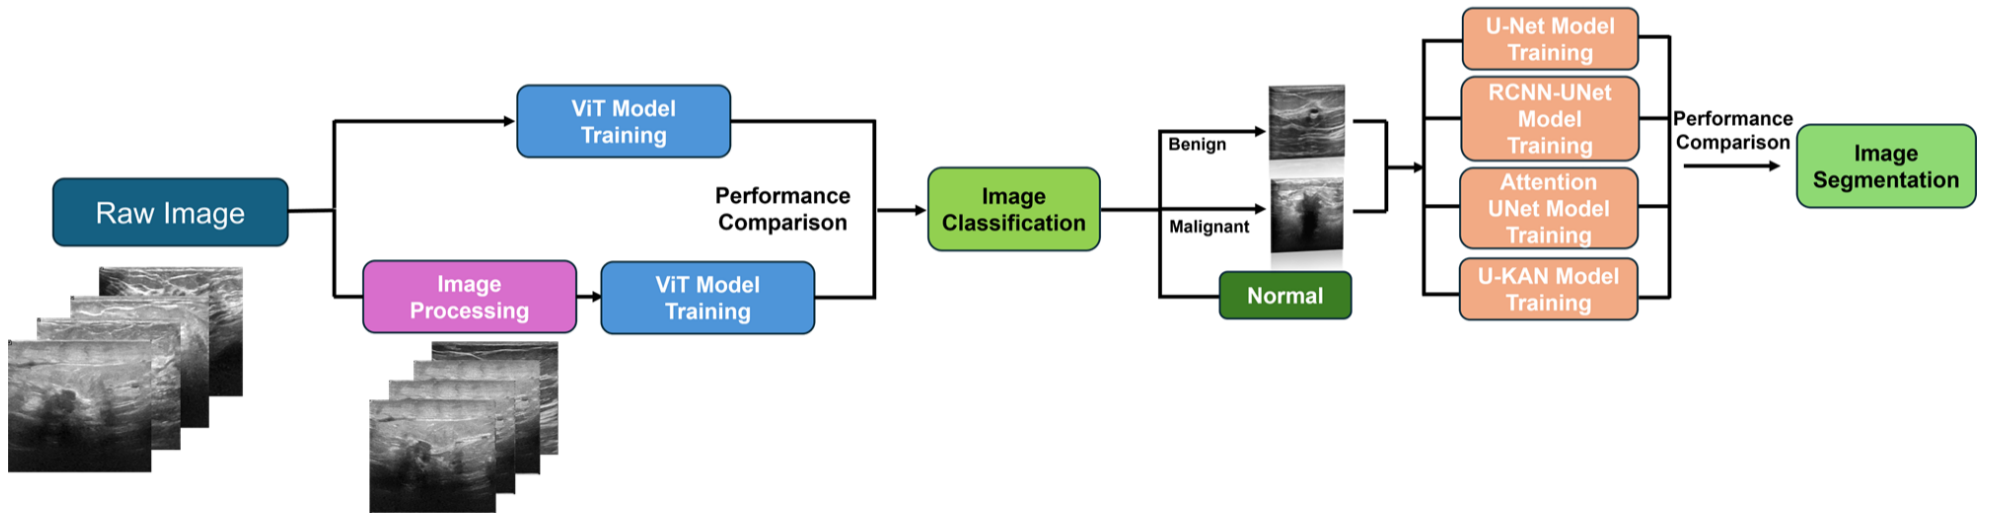 Raw Image
ViT Model
Training
Image
Processing
ViT Model
Training
Performance
Comparison
Image
Classification
Benign
Malignant
Normal
U-Net Model
Training
RCNN-UNet
Model
Training
Attention
UNet Model
Training
U-KAN Model
Training
Performance
Comparison
Image
Segmentation